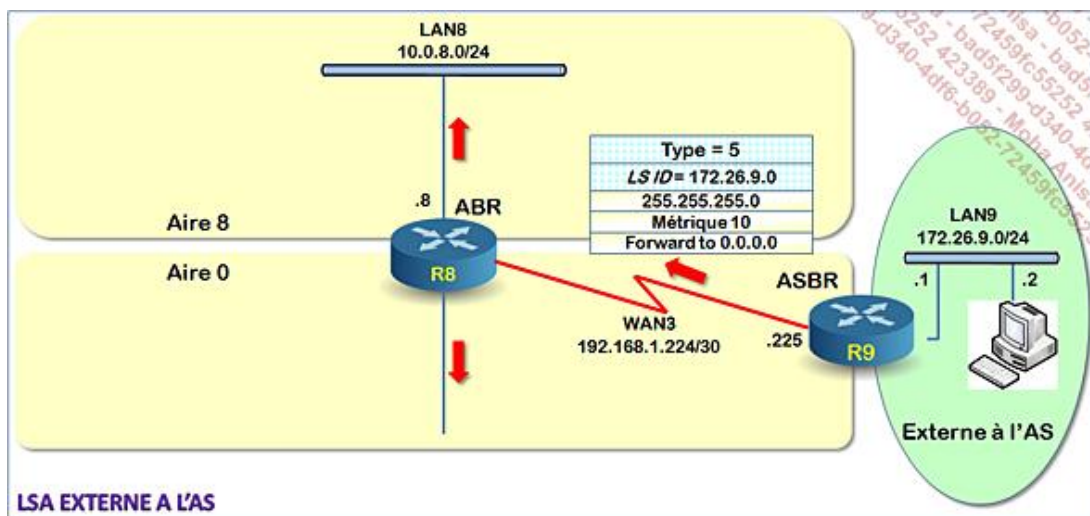 LAN8
10.0.8.0/24
Type = 5
LS ID = 172.26.9.0
255.255.255.0
Métrique 10
Forward to 0.0.0.0
.8
ABR
Aire 8
R8
Aire 0
LAN9
172.26.9.0/24
.1
.2
ASBR
WAN3
192.168.1.224/30
.225
R9
Externe à l'AS
LSA EXTERNE A L'AS